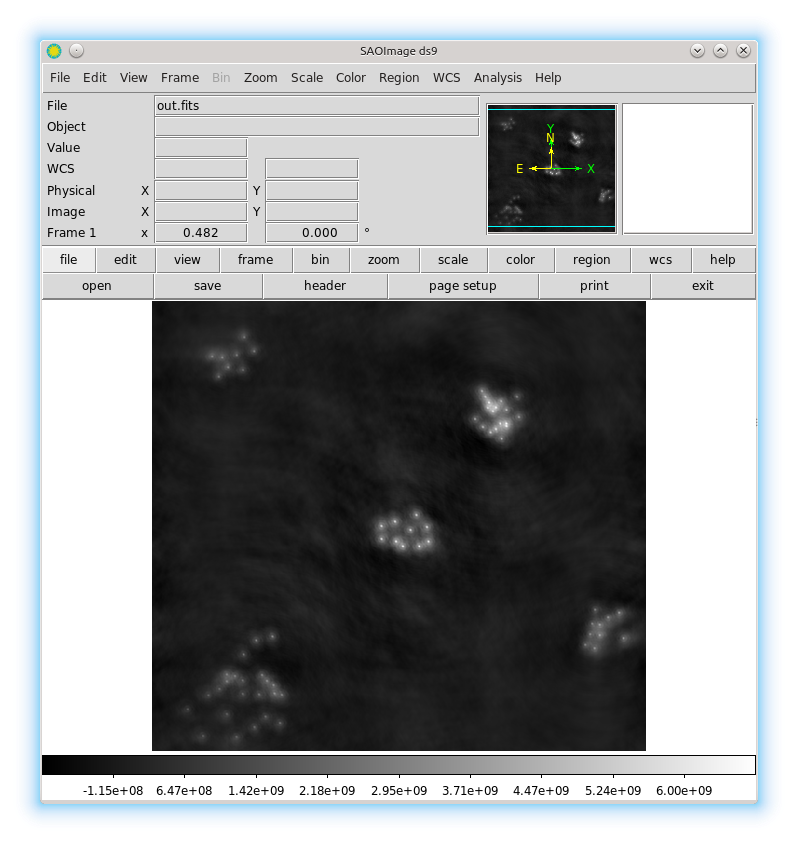 SAOImage ds9
File Edit View Frame Bin Zoom Scale Color Region WCS Analysis Help
File out.fits
Object
Value
WCS
Physical X Y
Image X Y
Frame 1 x 0.482 0.000 °
Y
N
E X
file edit view frame bin zoom scale color region wcs help
open save header page setup print exit
-1.15e+08 6.47e+08 1.42e+09 2.18e+09 2.95e+09 3.71e+09 4.47e+09 5.24e+09 6.00e+09